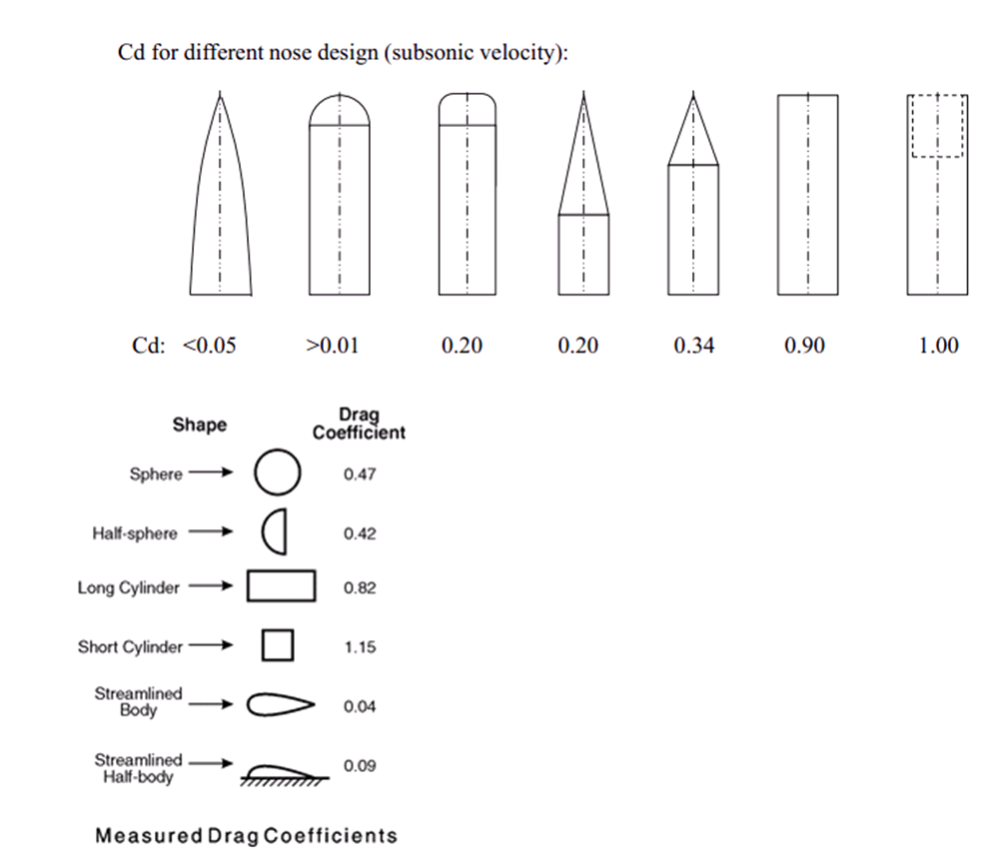 Cd for different nose design (subsonic velocity):
Cd: <0.05 >0.01 0.20 0.20 0.34 0.90 1.00
Shape Drag Coefficient
Sphere 0.47
Half-sphere 0.42
Long Cylinder 0.82
Short Cylinder 1.15
Streamlined Body 0.04
Streamlined Half-body 0.09
Measured Drag Coefficients